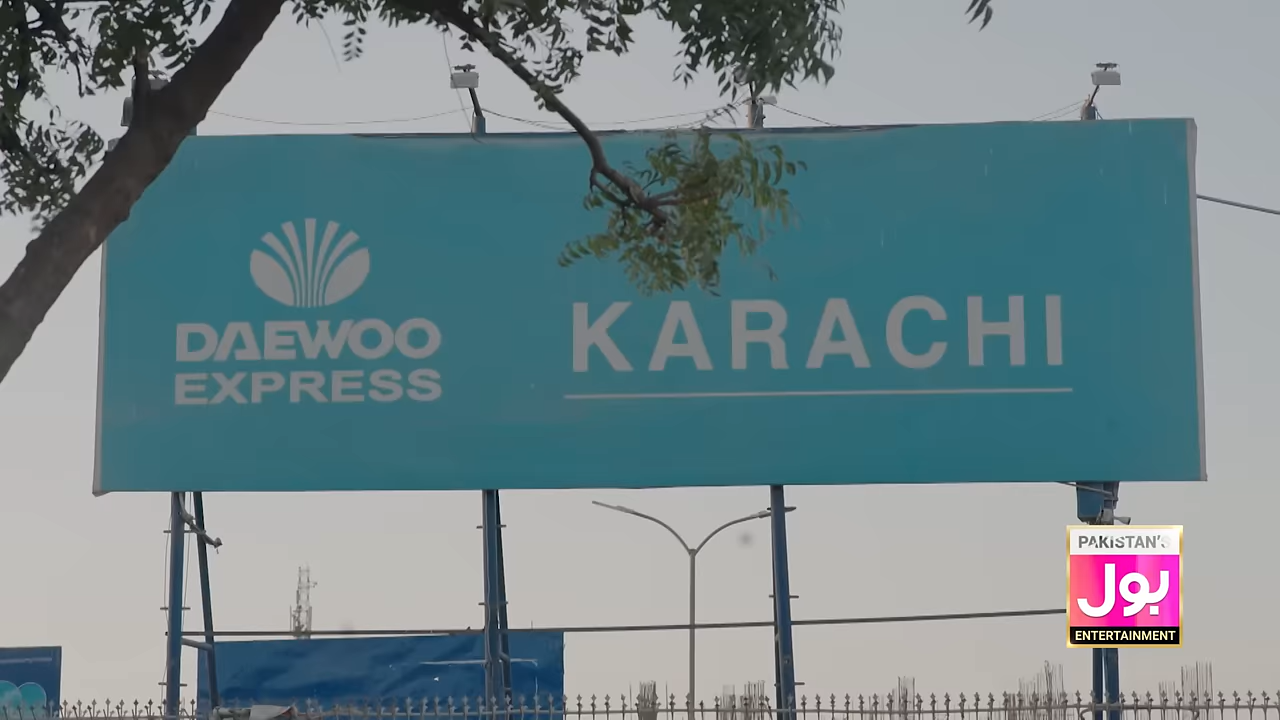 DAEWOO
EXPRESS
KARACHI
PAKISTAN'S
بول
ENTERTAINMENT